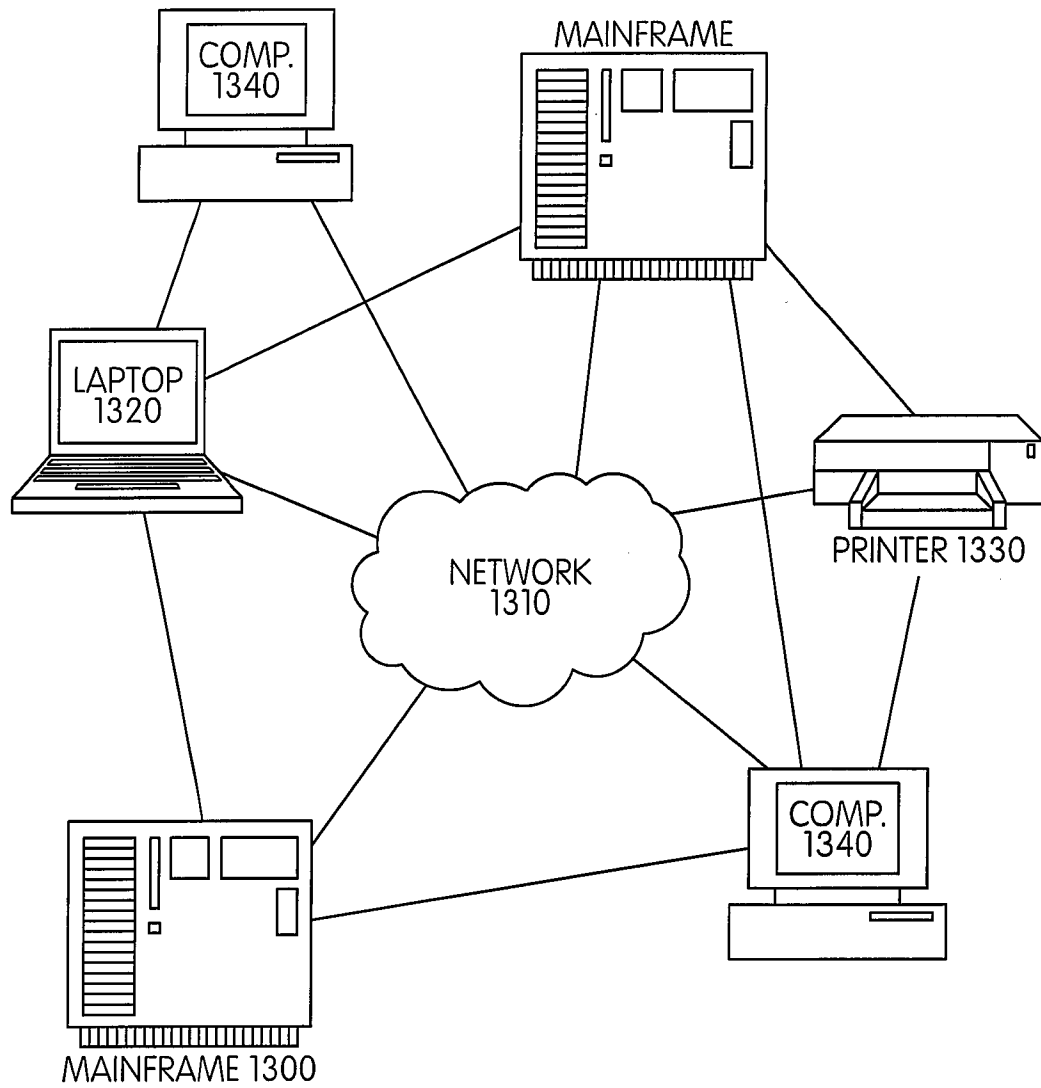 COMP.
1340
MAINFRAME
LAPTOP
1320
PRINTER 1330
NETWORK
1310
COMP.
1340
MAINFRAME 1300